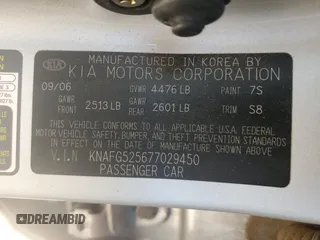 KIA
MANUFACTURED IN KOREA BY
KIA MOTORS CORPORATION
09/06 GVWR 4476 LB PAINT 7S
GAWR FRONT 2513 LB GAWR REAR 2601 LB TRIM S8
THIS VEHICLE CONFORMS TO ALL APPLICABLE U.S.A. FEDERAL
MOTOR VEHICLE SAFETY, BUMPER, AND THEFT PREVENTION STANDARDS
IN EFFECT ON THE DATE OF MANUFACTURE SHOWN ABOVE.
V.I.N KNAFG525677029450
PASSENGER CAR
DREAMBID